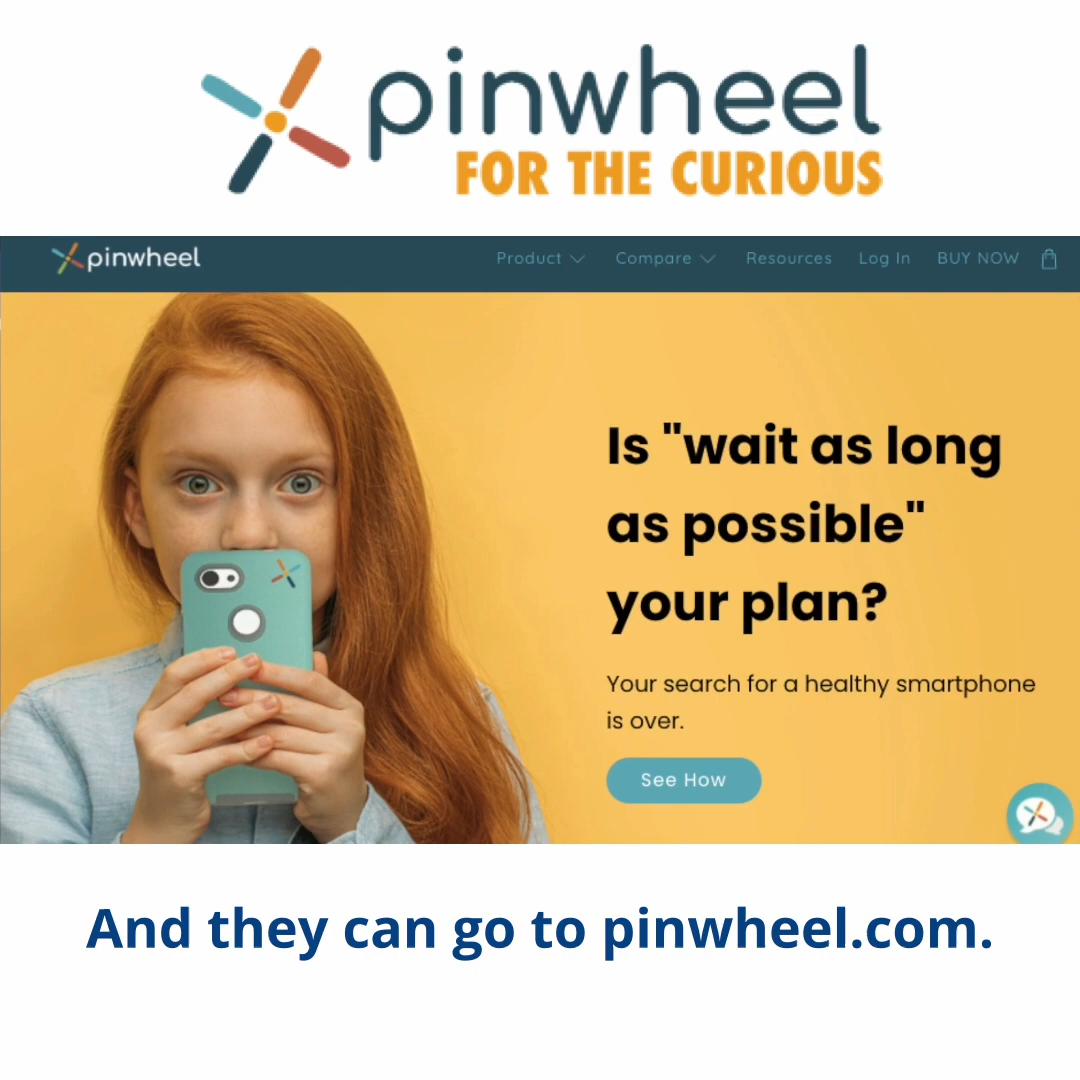 pinwheel
FOR THE CURIOUS
pinwheel Product Compare Resources Log In BUY NOW
Is "wait as long
as possible"
your plan?
Your search for a healthy smartphone
is over.
See How
And they can go to pinwheel.com.